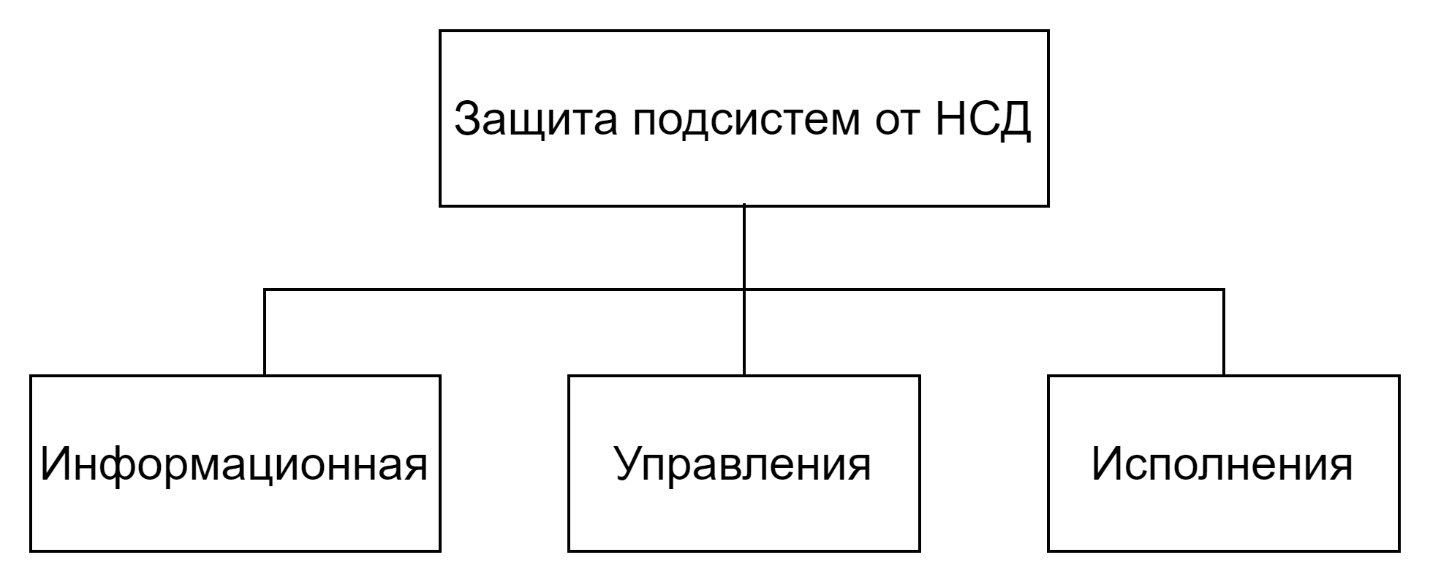 Защита подсистем от НСД
Информационная
Управления
Исполнения